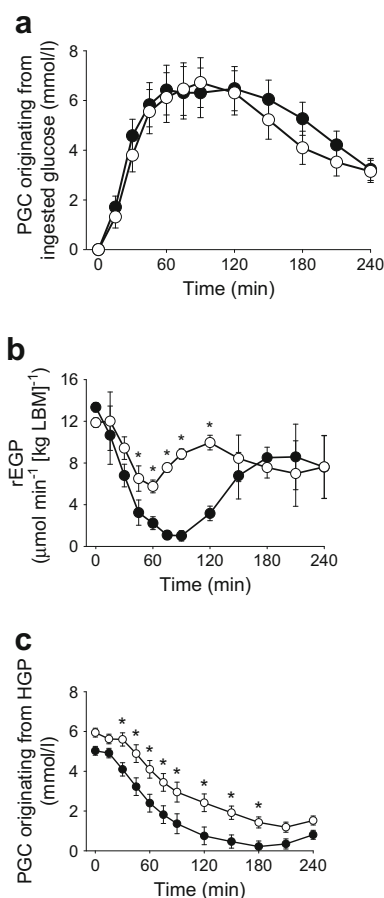 a
PGC originating from
ingested glucose (mmol/l)
8
6
4
2
0
0 60 120 180 240
Time (min)
b
rEGP
(µmol min⁻¹ [kg LBM]⁻¹)
16
12
8
4
0
* * * * *
0 60 120 180 240
Time (min)
c
PGC originating from HGP
(mmol/l)
8
6
4
2
0
* * * * * * * *
0 60 120 180 240
Time (min)